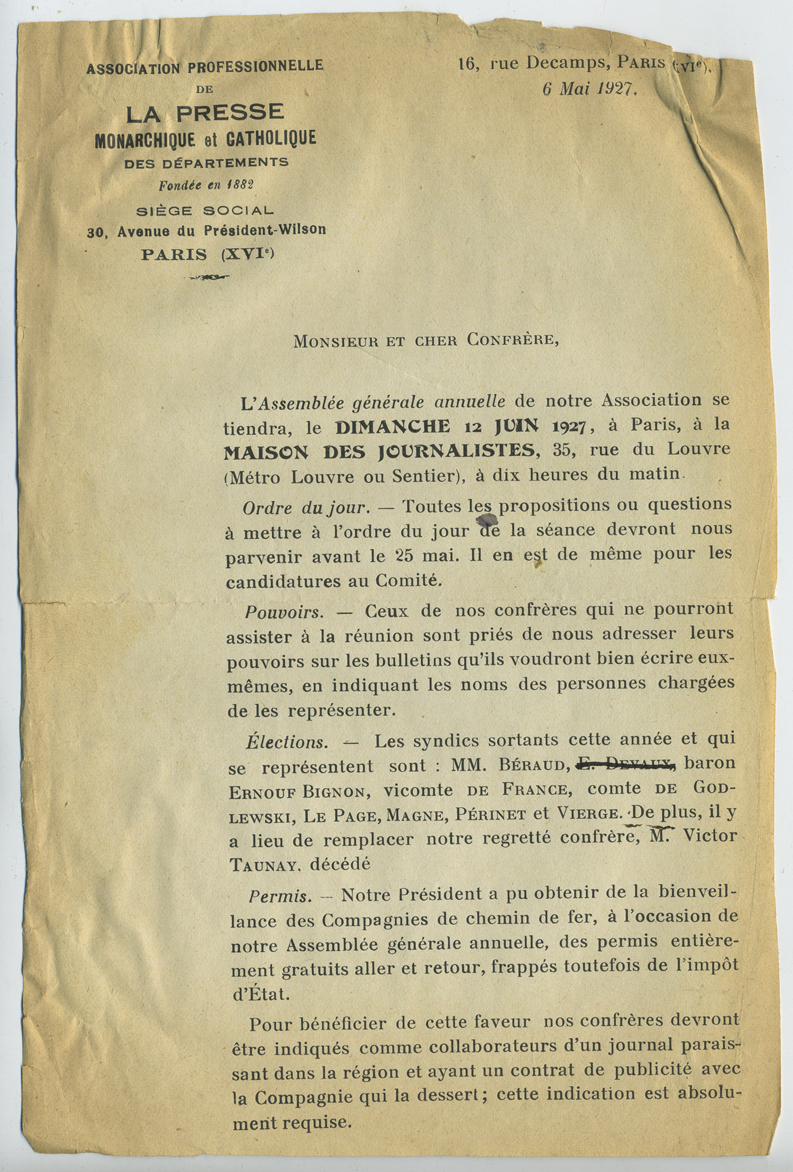 ASSOCIATION PROFESSIONNELLE
DE
LA PRESSE
MONARCHIQUE et CATHOLIQUE
DES DÉPARTEMENTS
Fondée en 1882
SIÈGE SOCIAL
30, Avenue du Président-Wilson
PARIS (XVIe)
16, rue Decamps, PARIS
6 Mai 1927.
MONSIEUR ET CHER CONFRÈRE,
L'Assemblée générale annuelle de notre Association se
tiendra, le DIMANCHE 12 JUIN 1927, à Paris, à la
MAISON DES JOURNALISTES, 35, rue du Louvre
(Métro Louvre ou Sentier), à dix heures du matin.
Ordre du jour. — Toutes les propositions ou questions
à mettre à l'ordre du jour de la séance devront nous
parvenir avant le 25 mai. Il en est de même pour les
candidatures au Comité.
Pouvoirs. — Ceux de nos confrères qui ne pourront
assister à la réunion sont priés de nous adresser leurs
pouvoirs sur les bulletins qu'ils voudront bien écrire eux-
mêmes, en indiquant les noms des personnes chargées
de les représenter.
Élections. — Les syndics sortants cette année et qui
se représentent sont : MM. BÉRAUD, E. DEVAUX, baron
ERNOUF BIGNON, vicomte DE FRANCE, comte DE GOD-
LEWSKI, LE PAGE, MAGNE, PÉRINET et VIERGE. De plus, il y
a lieu de remplacer notre regretté confrère, M. Victor
TAUNAY, décédé
Permis. — Notre Président a pu obtenir de la bienveil-
lance des Compagnies de chemin de fer, à l'occasion de
notre Assemblée générale annuelle, des permis entière-
ment gratuits aller et retour, frappés toutefois de l'impôt
d'État.
Pour bénéficier de cette faveur nos confrères devront
être indiqués comme collaborateurs d'un journal parais-
sant dans la région et ayant un contrat de publicité avec
la Compagnie qui la dessert ; cette indication est absolu-
ment requise.